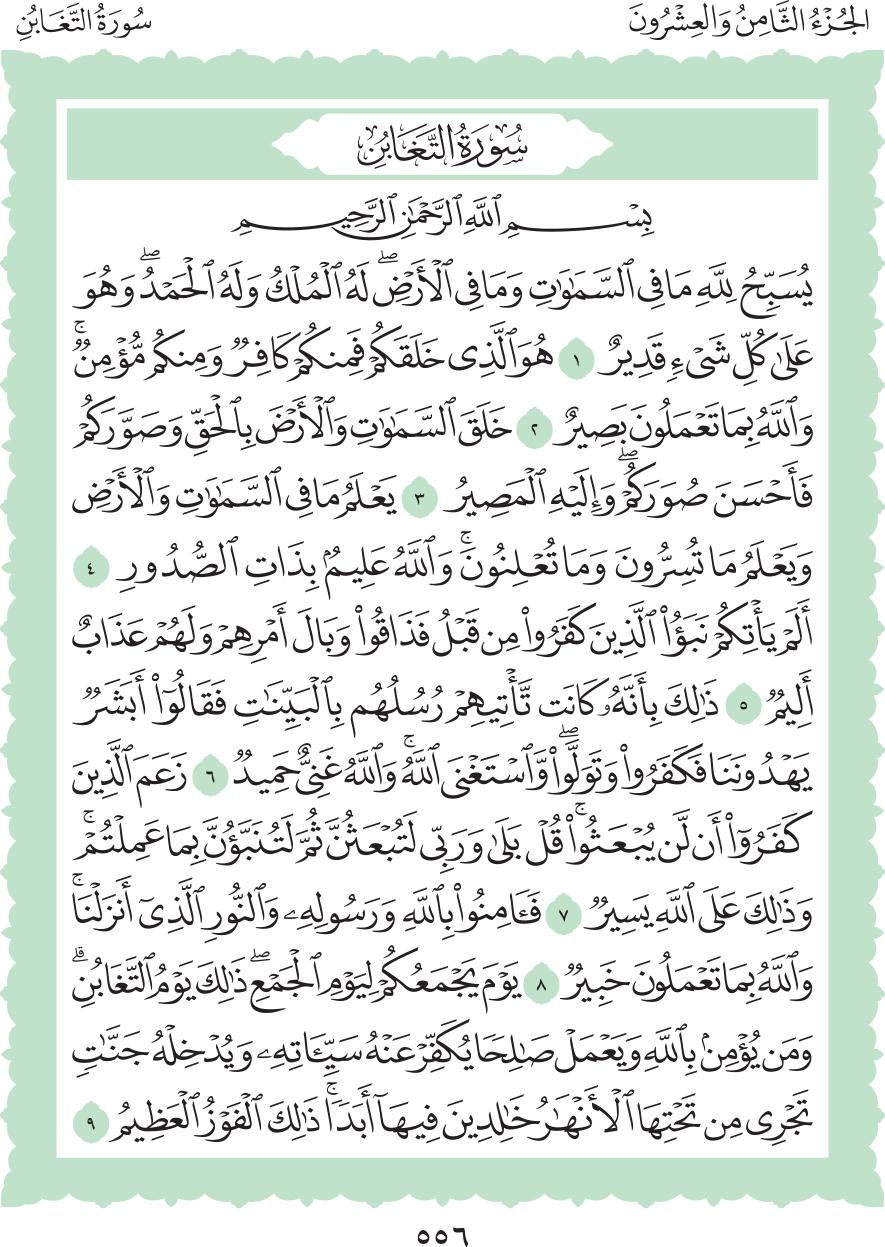 الجُزْءُ الثَّامِنُ وَالعِشْرُونَ
سُورَةُ التَّغَابُنِ
سُورَةُ التَّغَابُنِ
بِسْمِ ٱللَّهِ ٱلرَّحْمَٰنِ ٱلرَّحِيمِ
يُسَبِّحُ لِلَّهِ مَا فِي ٱلسَّمَٰوَٰتِ وَمَا فِي ٱلْأَرْضِۖ لَهُ ٱلْمُلْكُ وَلَهُ ٱلْحَمْدُۖ وَهُوَ
عَلَىٰ كُلِّ شَيْءٖ قَدِيرٌ ١ هُوَ ٱلَّذِي خَلَقَكُمْ فَمِنكُمْ كَافِرٞ وَمِنكُم مُّؤْمِنٞۚ
وَٱللَّهُ بِمَا تَعْمَلُونَ بَصِيرٌ ٢ خَلَقَ ٱلسَّمَٰوَٰتِ وَٱلْأَرْضَ بِٱلْحَقِّ وَصَوَّرَكُمْ
فَأَحْسَنَ صُوَرَكُمْۖ وَإِلَيْهِ ٱلْمَصِيرُ ٣ يَعْلَمُ مَا فِي ٱلسَّمَٰوَٰتِ وَٱلْأَرْضِ
وَيَعْلَمُ مَا تُسِرُّونَ وَمَا تُعْلِنُونَۚ وَٱللَّهُ عَلِيمُۢ بِذَاتِ ٱلصُّدُورِ ٤
أَلَمْ يَأْتِكُمْ نَبَؤُاْ ٱلَّذِينَ كَفَرُواْ مِن قَبْلُ فَذَاقُواْ وَبَالَ أَمْرِهِمْ وَلَهُمْ عَذَابٌ
أَلِيمٞ ٥ ذَٰلِكَ بِأَنَّهُۥ كَانَت تَّأْتِيهِمْ رُسُلُهُم بِٱلْبَيِّنَٰتِ فَقَالُوٓاْ أَبَشَرٞ
يَهْدُونَنَا فَكَفَرُواْ وَتَوَلَّواْۖ وَّٱسْتَغْنَى ٱللَّهُۚ وَٱللَّهُ غَنِيٌّ حَمِيدٞ ٦ زَعَمَ ٱلَّذِينَ
كَفَرُوٓاْ أَن لَّن يُبْعَثُواْۚ قُلْ بَلَىٰ وَرَبِّي لَتُبْعَثُنَّ ثُمَّ لَتُنَبَّؤُنَّ بِمَا عَمِلْتُمْۚ
وَذَٰلِكَ عَلَى ٱللَّهِ يَسِيرٞ ٧ فَـَٔامِنُواْ بِٱللَّهِ وَرَسُولِهِۦ وَٱلنُّورِ ٱلَّذِيٓ أَنزَلْنَاۚ
وَٱللَّهُ بِمَا تَعْمَلُونَ خَبِيرٞ ٨ يَوْمَ يَجْمَعُكُمْ لِيَوْمِ ٱلْجَمْعِۖ ذَٰلِكَ يَوْمُ ٱلتَّغَابُنِۗ
وَمَن يُؤْمِنۢ بِٱللَّهِ وَيَعْمَلْ صَٰلِحٗا يُكَفِّرْ عَنْهُ سَيِّـَٔاتِهِۦ وَيُدْخِلْهُ جَنَّٰتٖ
تَجْرِي مِن تَحْتِهَا ٱلْأَنْهَٰرُ خَٰلِدِينَ فِيهَآ أَبَدٗاۚ ذَٰلِكَ ٱلْفَوْزُ ٱلْعَظِيمُ ٩
٥٥٦